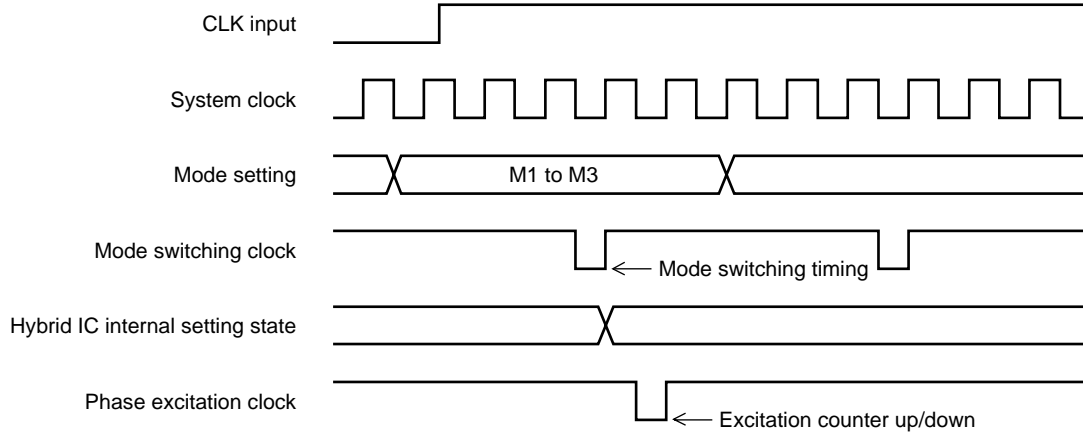 CLK input
System clock
Mode setting
M1 to M3
Mode switching clock
Mode switching timing
Hybrid IC internal setting state
Phase excitation clock
Excitation counter up/down